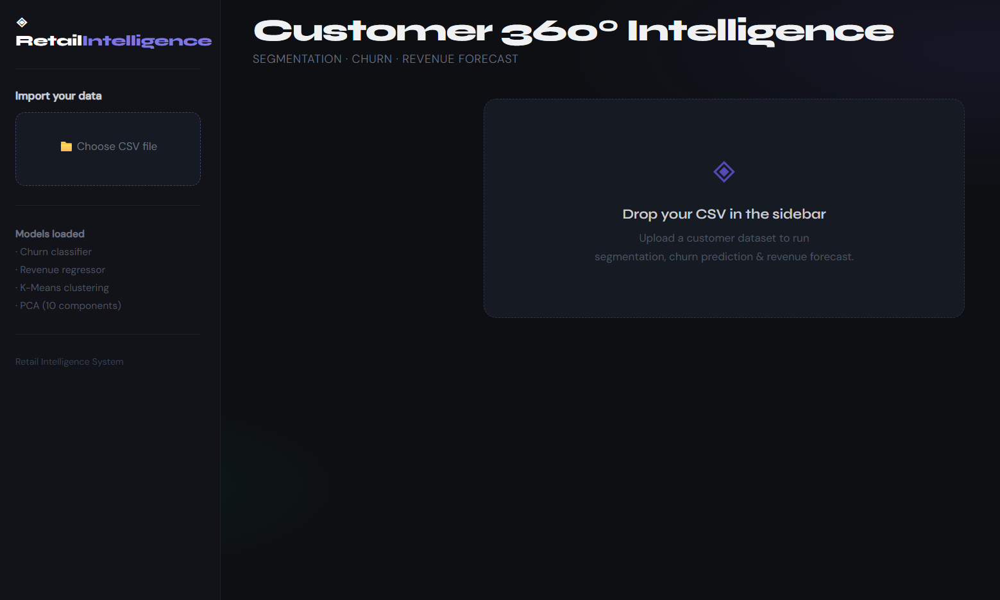 RetailIntelligence
Import your data
Choose CSV file
Models loaded
· Churn classifier
· Revenue regressor
· K-Means clustering
· PCA (10 components)
Retail Intelligence System
Customer 360° Intelligence
SEGMENTATION · CHURN · REVENUE FORECAST
Drop your CSV in the sidebar
Upload a customer dataset to run
segmentation, churn prediction & revenue forecast.